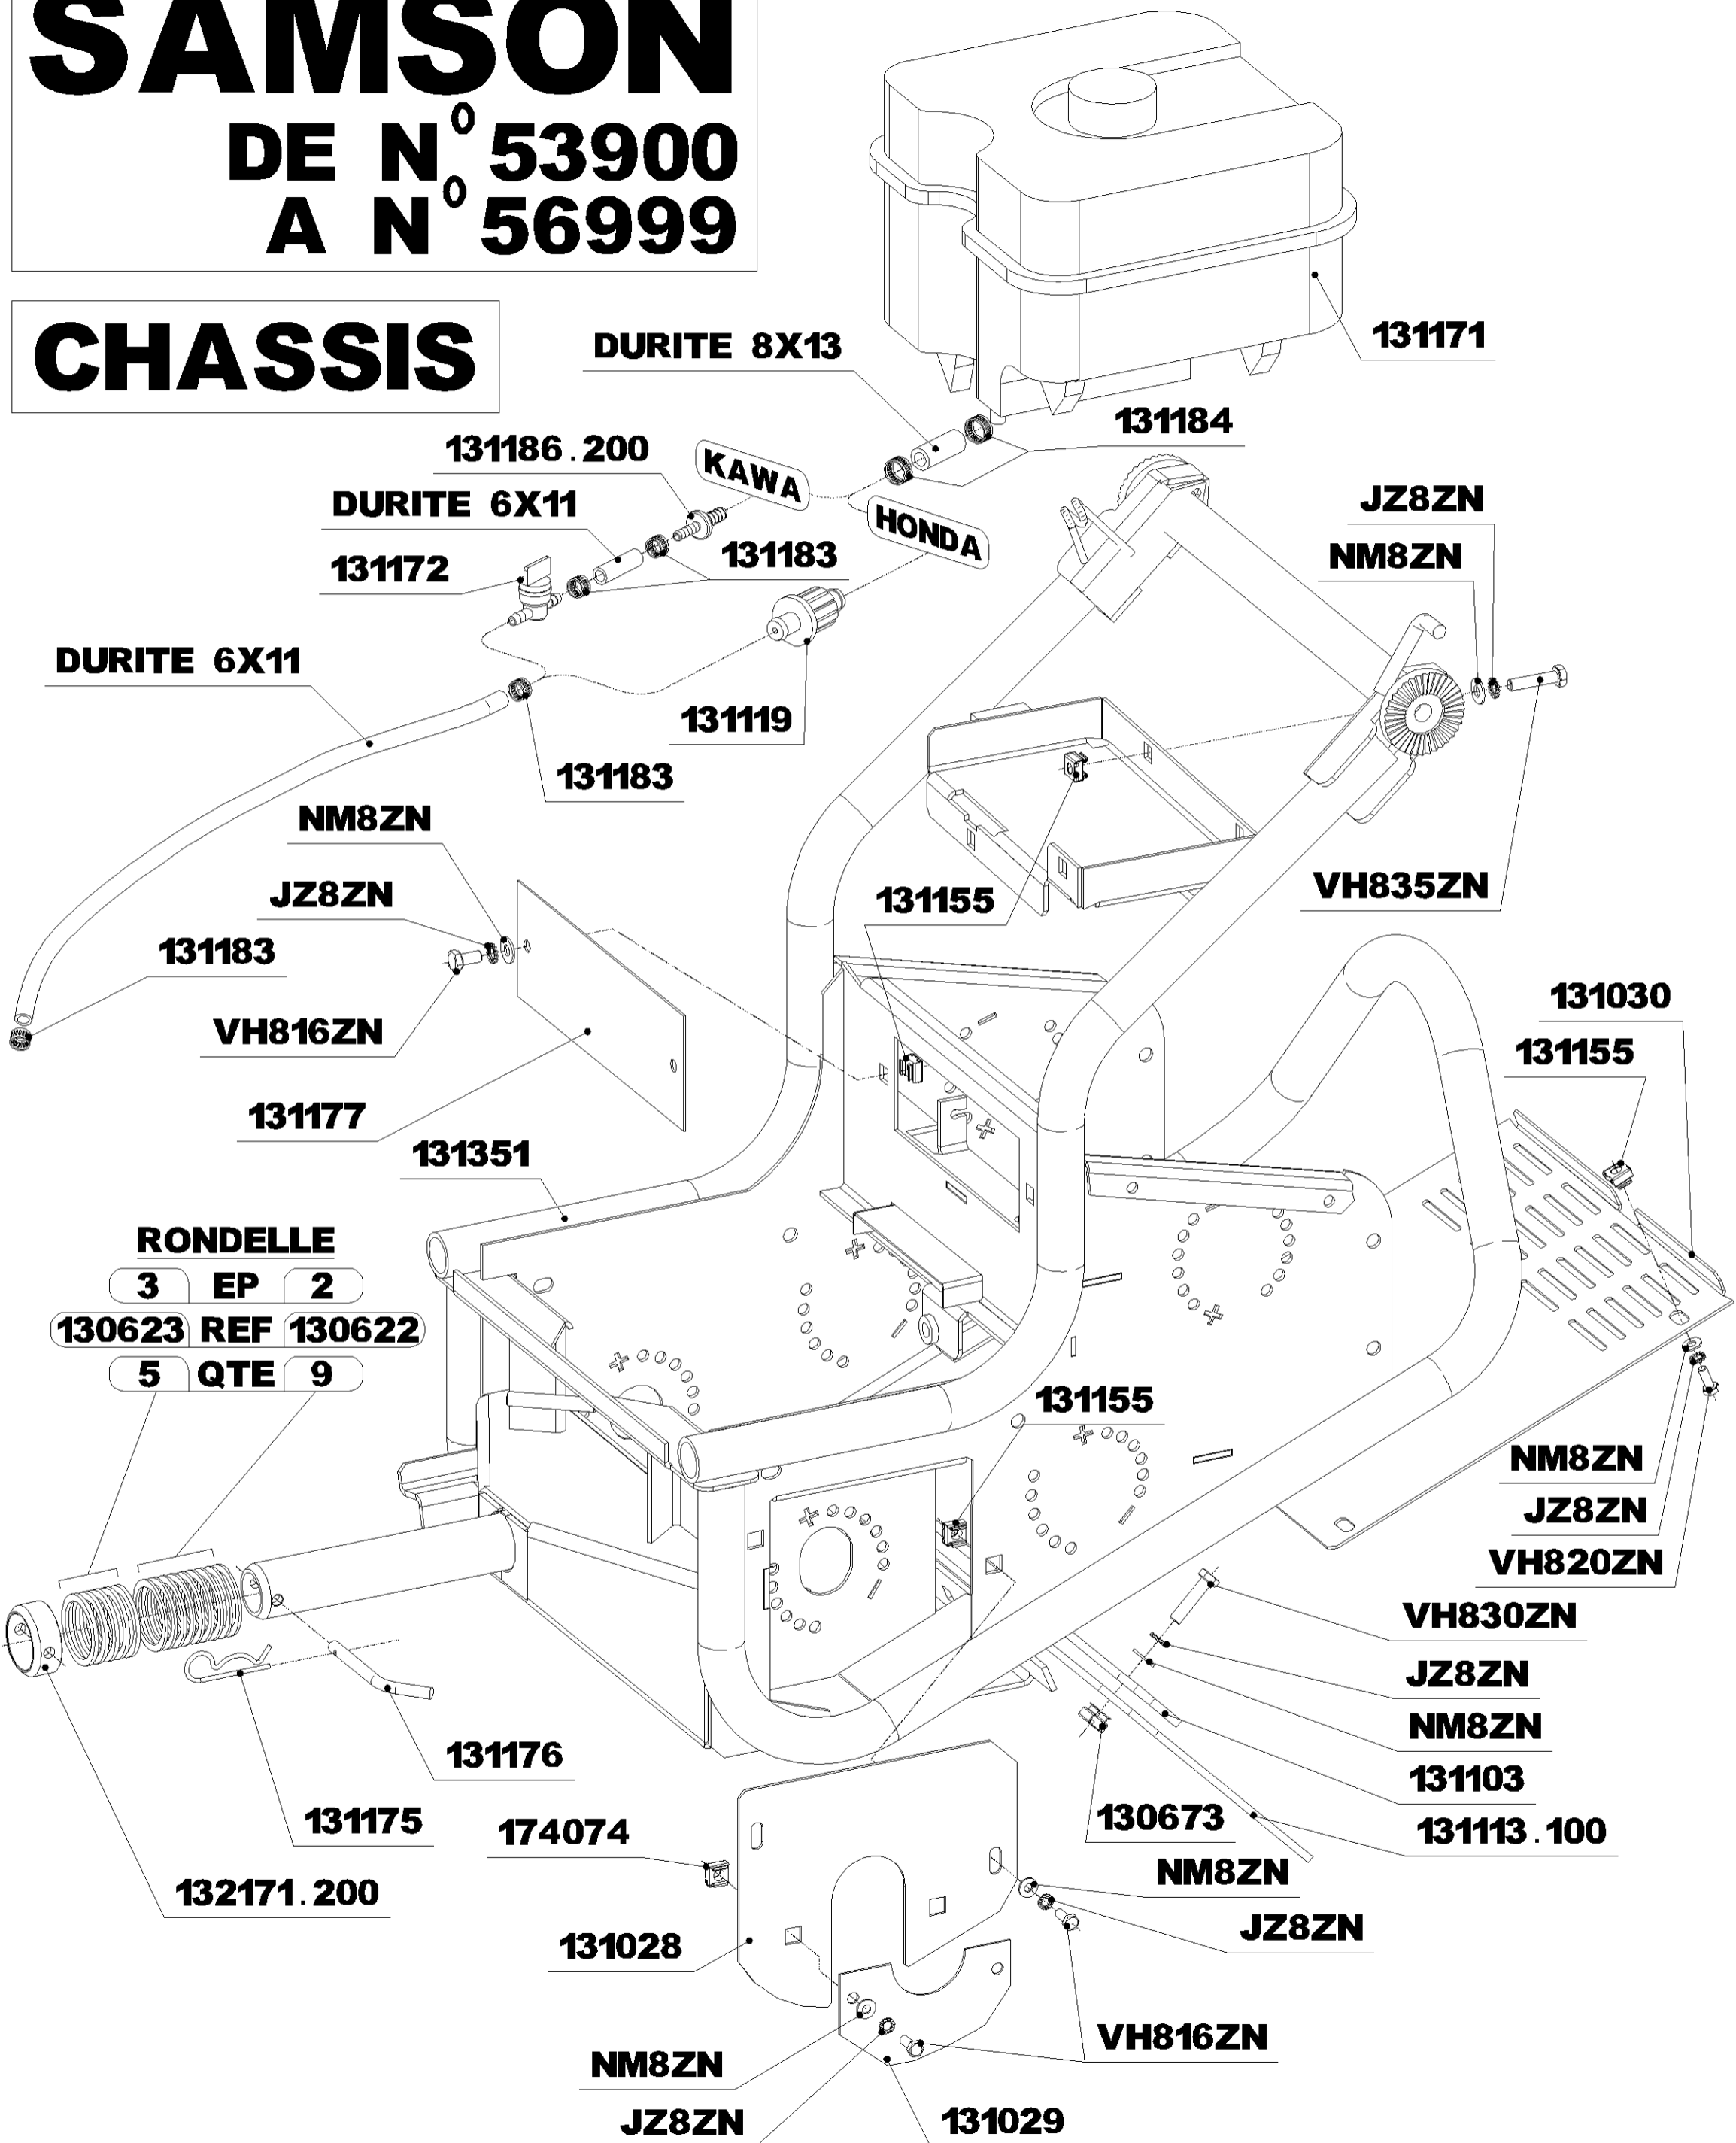 SAMSON
DE N° 53900
A N° 56999
CHASSIS
DURITE 8X13
131171
131184
131186.200
KAWA
DURITE 6X11
HONDA
JZ8ZN
131183
NM8ZN
131172
DURITE 6X11
131119
131183
NM8ZN
JZ8ZN
131155
VH835ZN
131183
131030
VH816ZN
131155
131177
131351
RONDELLE
3 EP 2
130623 REF 130622
5 QTE 9
131155
NM8ZN
JZ8ZN
VH820ZN
VH830ZN
JZ8ZN
NM8ZN
131176
131103
131175
174074
130673
131113.100
132171.200
NM8ZN
JZ8ZN
131028
VH816ZN
NM8ZN
JZ8ZN
131029